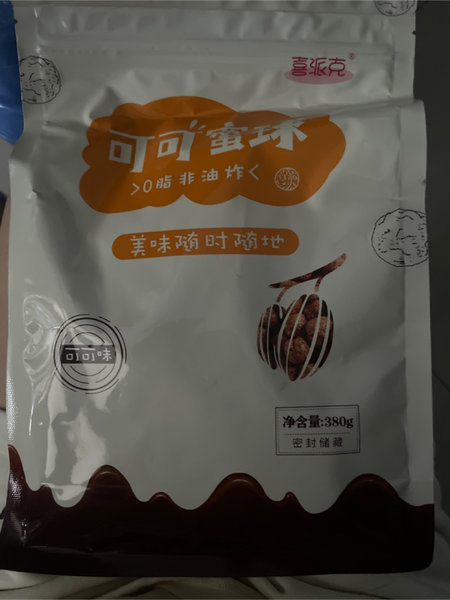 喜派克®
可可蜜球
>0脂非油炸<
美味随时随地
可可味
净含量:380g
密封储藏